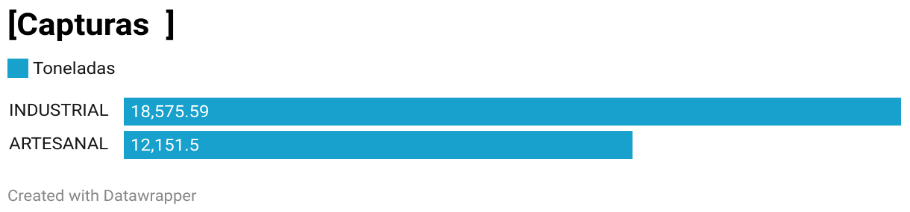 [Capturas  ]
Toneladas
INDUSTRIAL 18,575.59
ARTESANAL 12,151.5
Created with Datawrapper